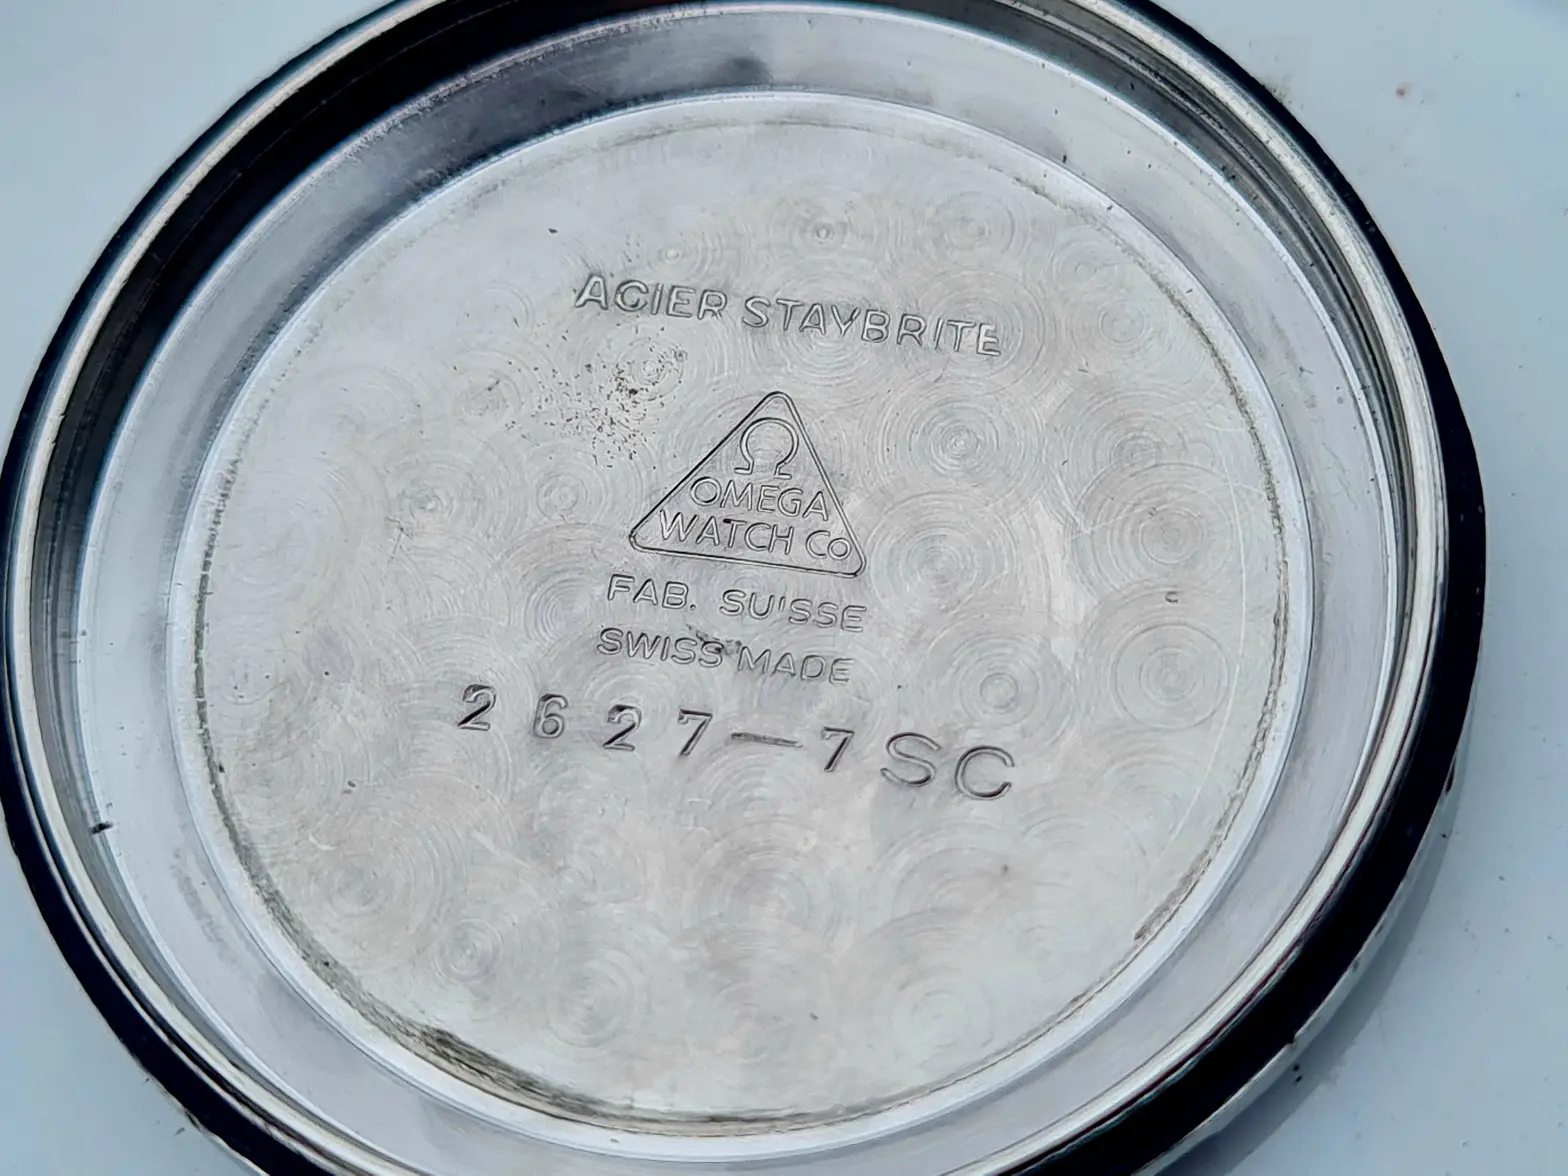 ACIER STAYBRITE
Ω
OMEGA
WATCH CO
FAB. SUISSE
SWISS MADE
2627—7SC